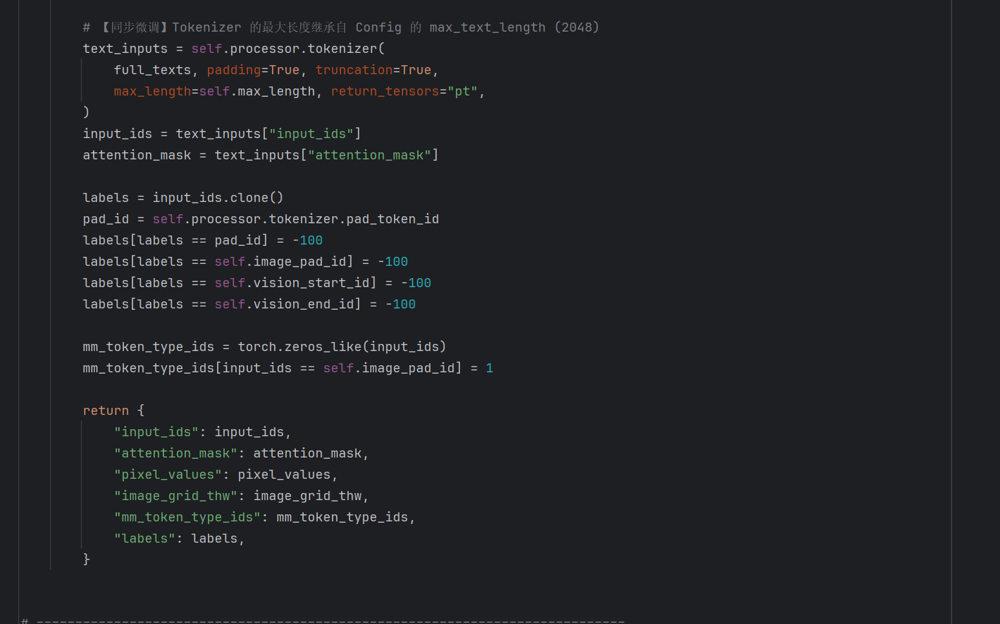 # 【同步微调】Tokenizer 的最大长度继承自 Config 的 max_text_length (2048)
text_inputs = self.processor.tokenizer(
    full_texts, padding=True, truncation=True,
    max_length=self.max_length, return_tensors="pt",
)
input_ids = text_inputs["input_ids"]
attention_mask = text_inputs["attention_mask"]

labels = input_ids.clone()
pad_id = self.processor.tokenizer.pad_token_id
labels[labels == pad_id] = -100
labels[labels == self.image_pad_id] = -100
labels[labels == self.vision_start_id] = -100
labels[labels == self.vision_end_id] = -100

mm_token_type_ids = torch.zeros_like(input_ids)
mm_token_type_ids[input_ids == self.image_pad_id] = 1

return {
    "input_ids": input_ids,
    "attention_mask": attention_mask,
    "pixel_values": pixel_values,
    "image_grid_thw": image_grid_thw,
    "mm_token_type_ids": mm_token_type_ids,
    "labels": labels,
}

# ----------------------------------------------------------------------------